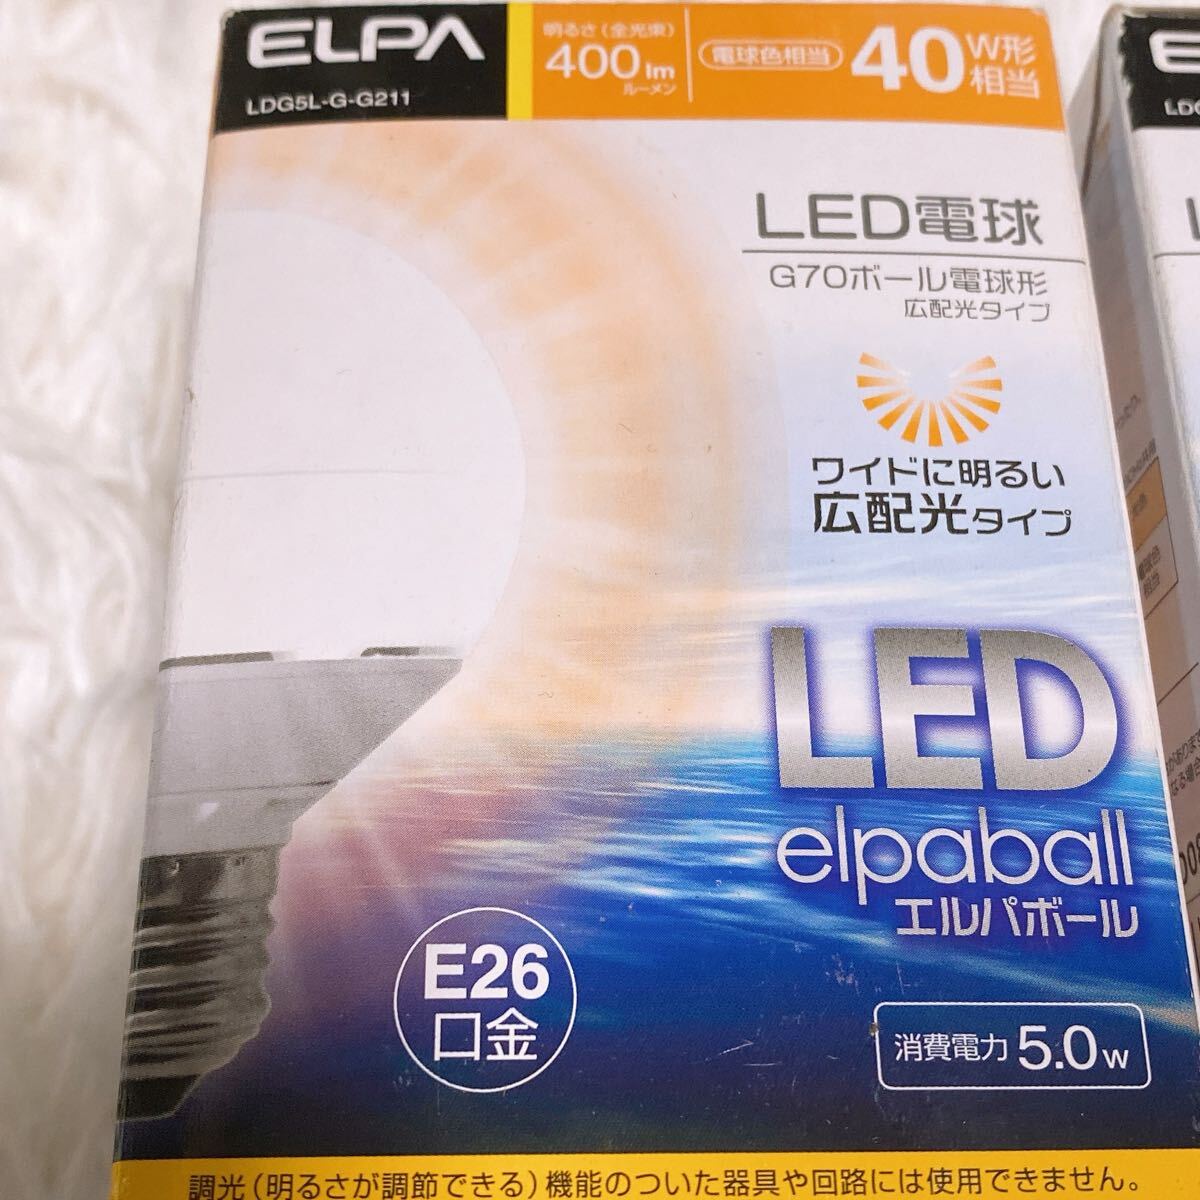 ELPA
LDG5L-G-G211
明るさ(全光束)
400lm
ルーメン
電球色相当
40W形
相当
LED電球
G70ボール電球形
広配光タイプ
ワイドに明るい
広配光タイプ
LED
elpaball
エルパボール
E26
口金
消費電力 5.0w
調光(明るさが調節できる)機能のついた器具や回路には使用できません。